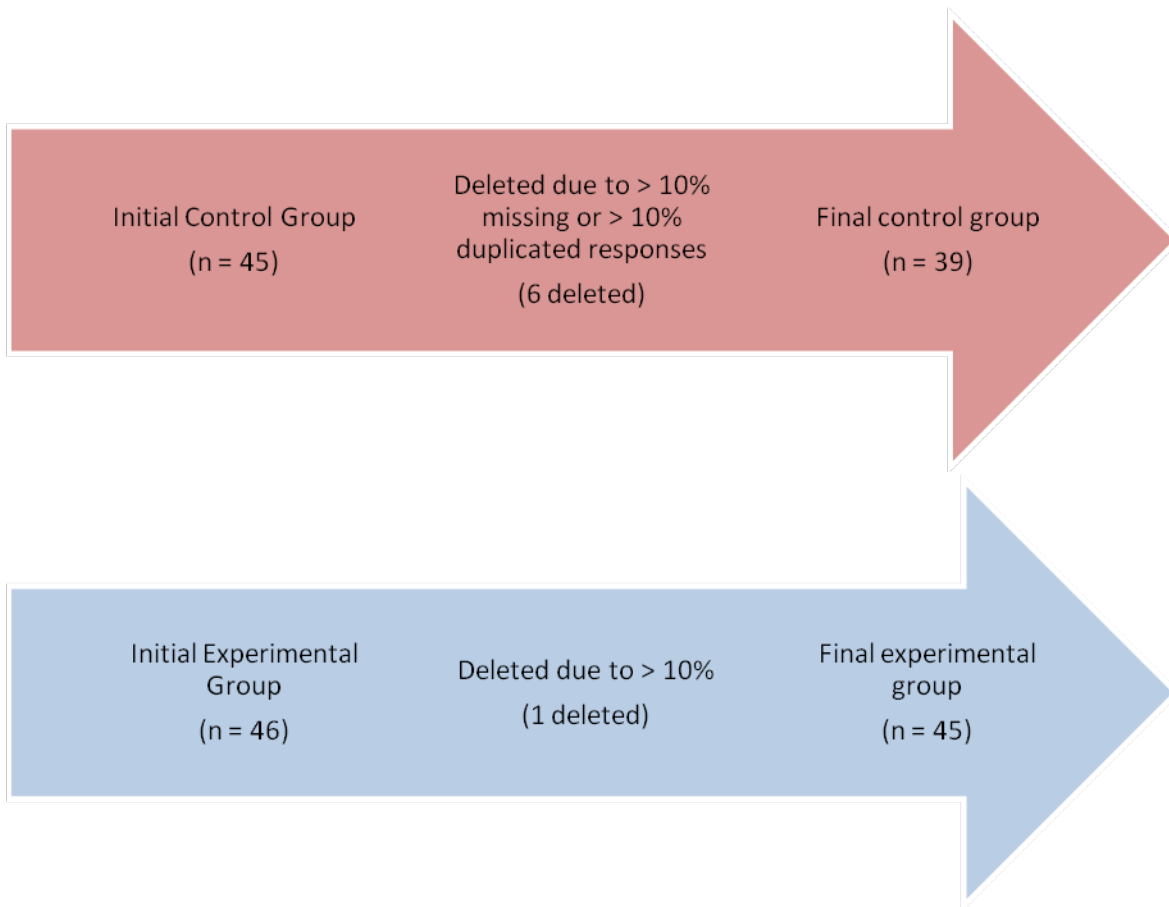 Initial Control Group
(n = 45)
Deleted due to > 10%
missing or > 10%
duplicated responses
(6 deleted)
Final control group
(n = 39)
Initial Experimental
Group
(n = 46)
Deleted due to > 10%
(1 deleted)
Final experimental
group
(n = 45)